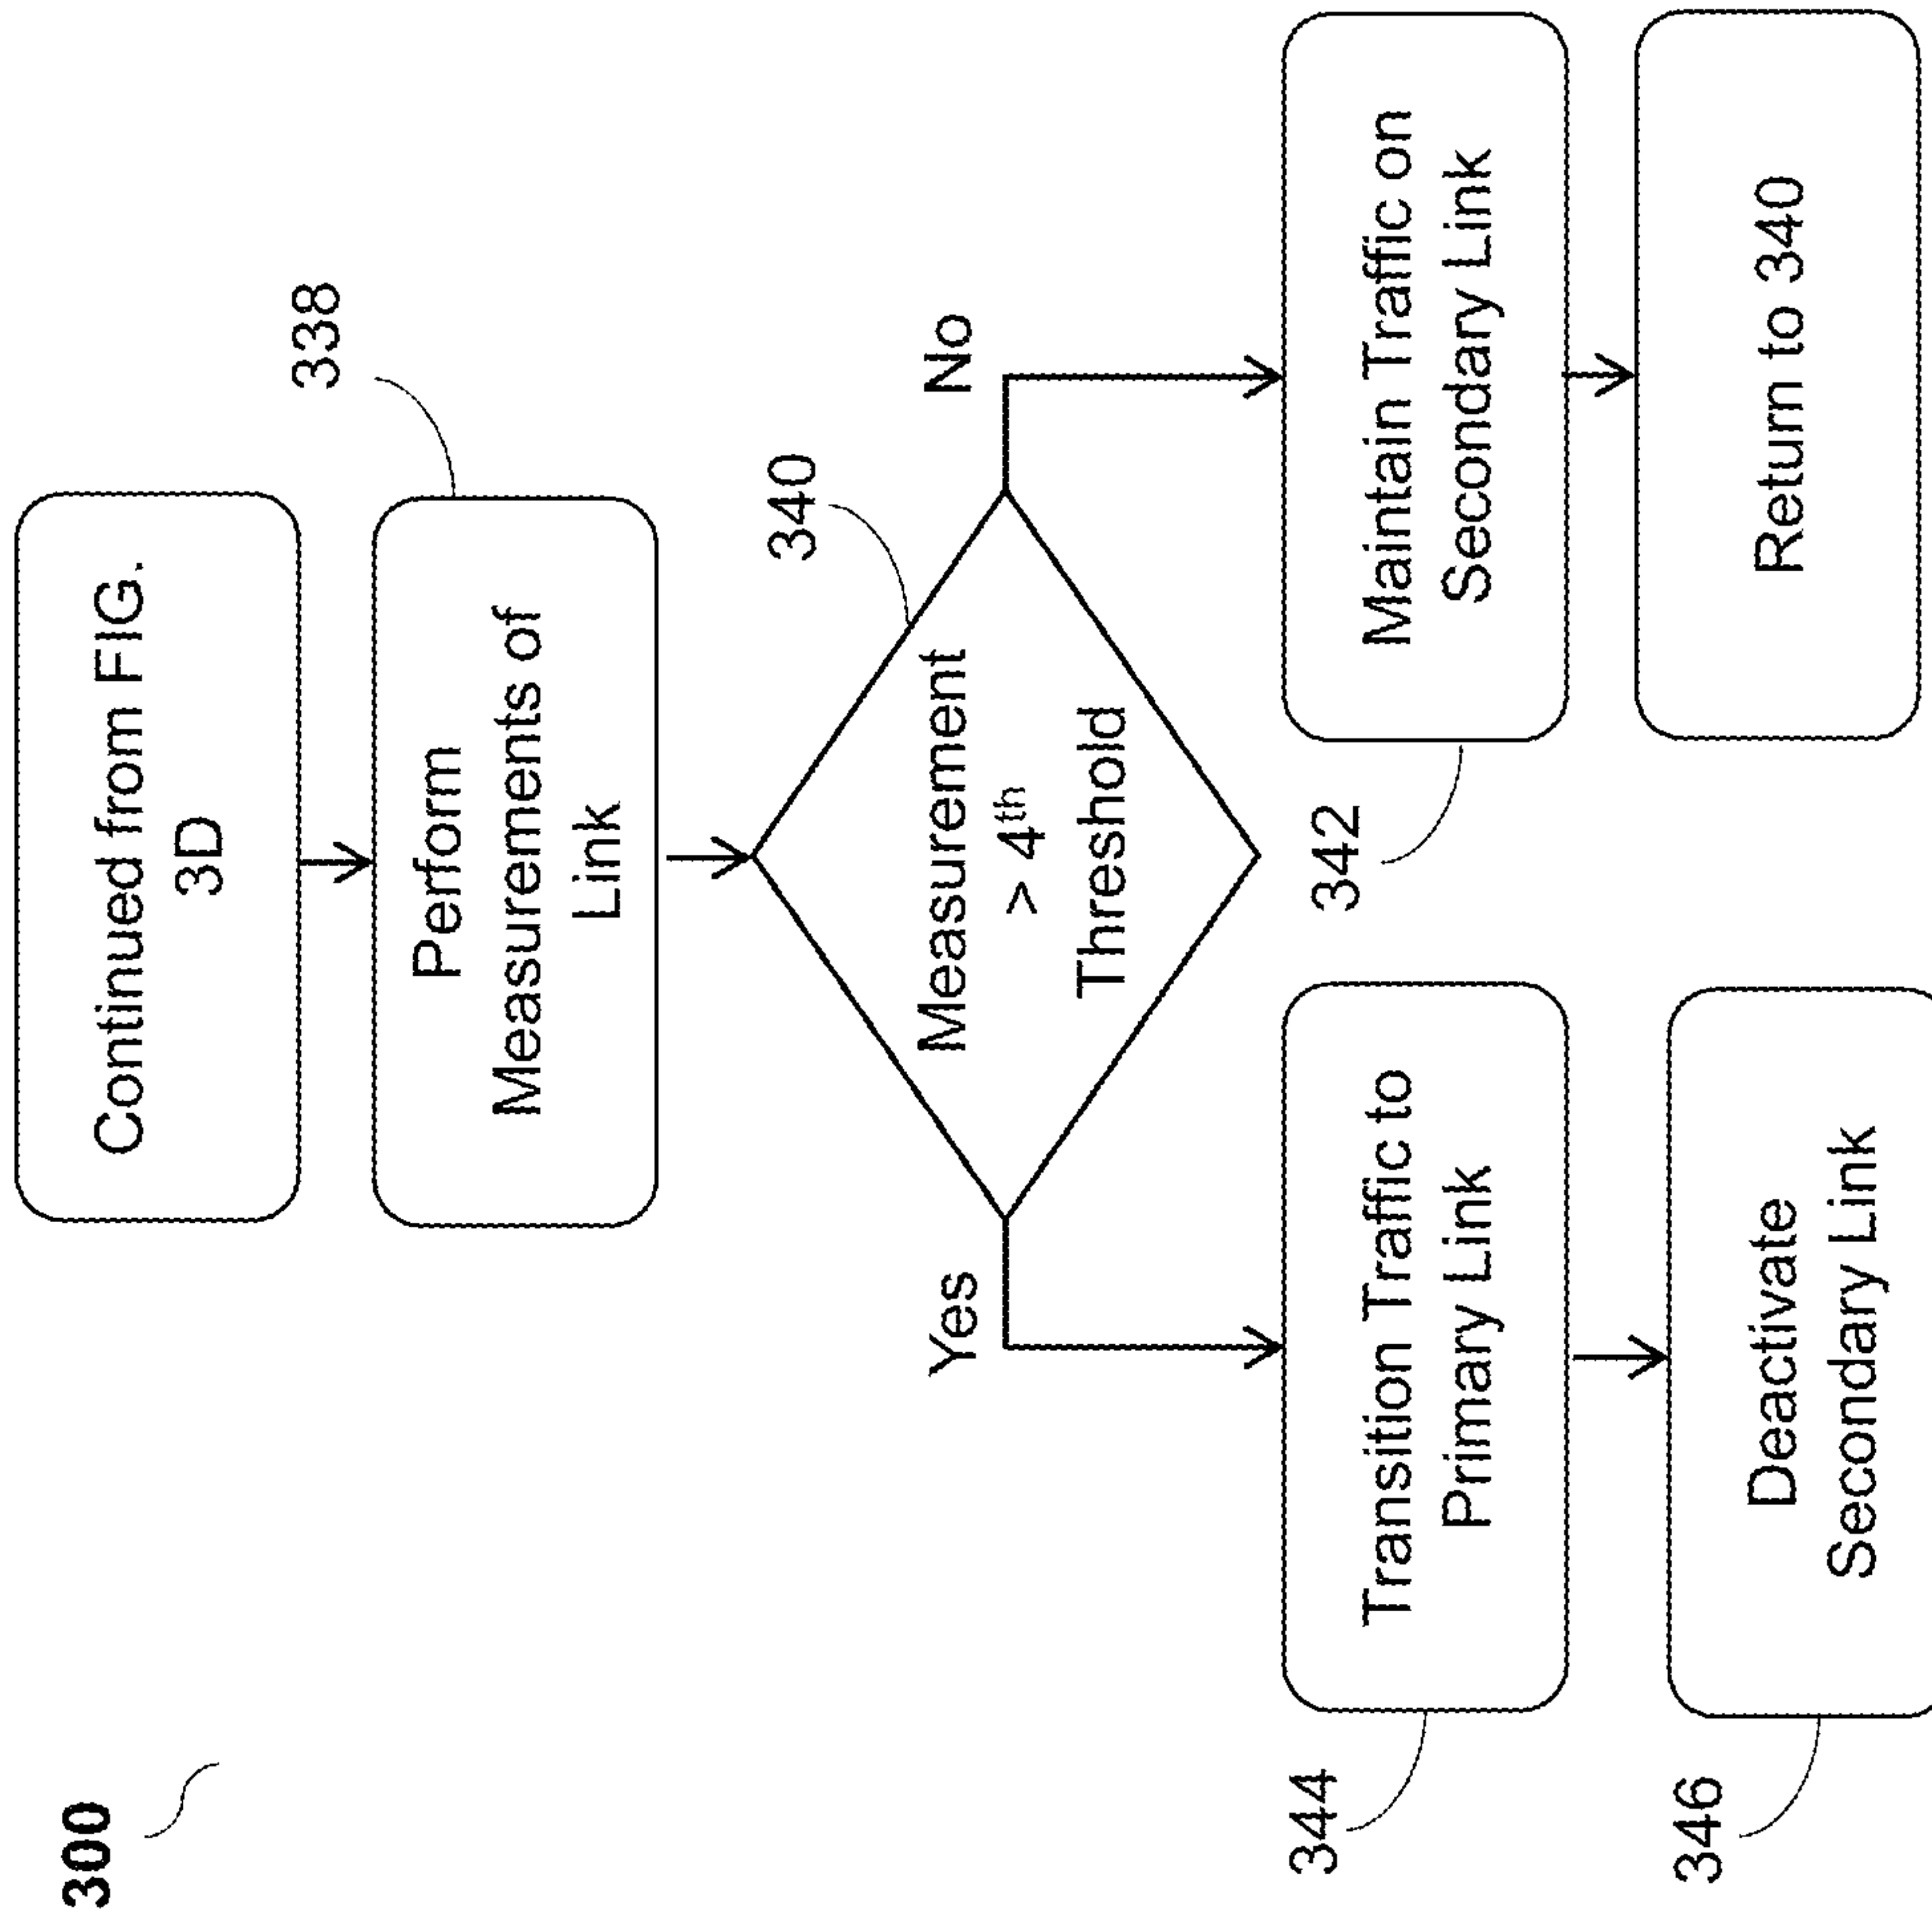 300
Continued from FIG.
3D
338
Perform
Measurements of
Link
340
Measurement
> 4th
Threshold
Yes
No
344
Transition Traffic to
Primary Link
342
Maintain Traffic on
Secondary Link
346
Deactivate
Secondary Link
Return to 340